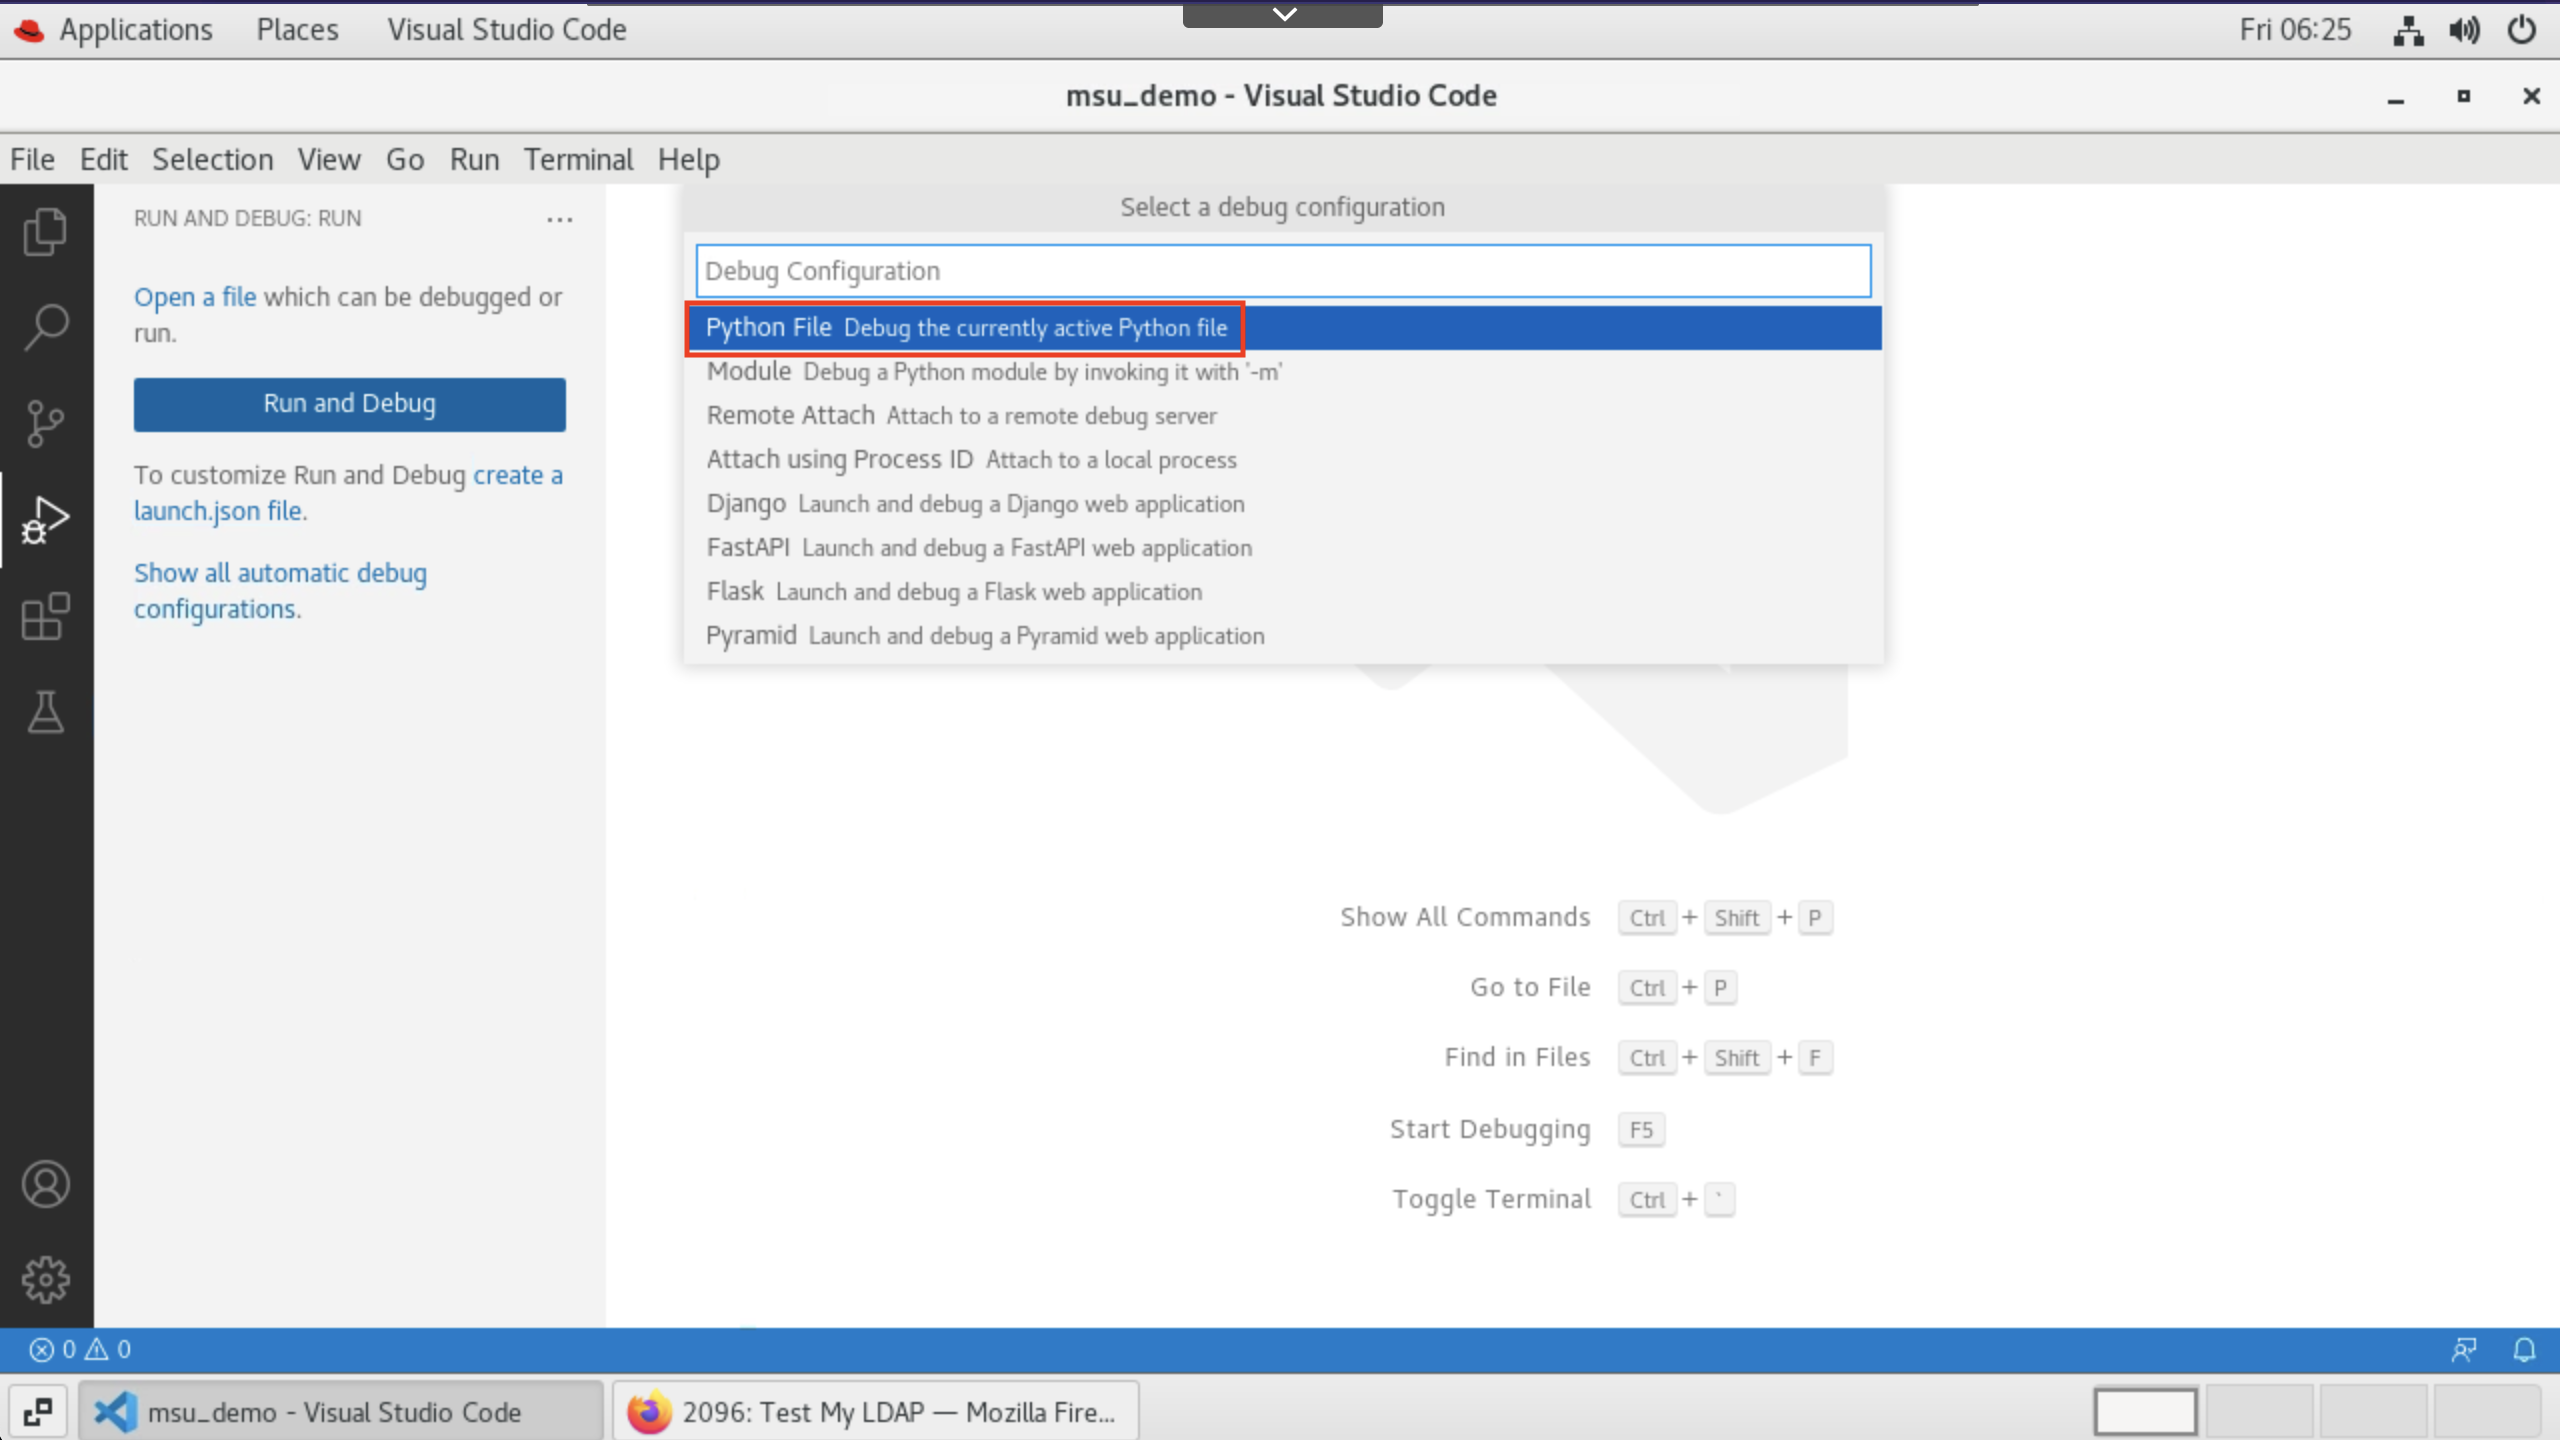 Applications Places Visual Studio Code Fri 06:25
msu_demo - Visual Studio Code
File Edit Selection View Go Run Terminal Help
RUN AND DEBUG: RUN
Open a file which can be debugged or
run.
Run and Debug
To customize Run and Debug create a
launch.json file.
Show all automatic debug
configurations.
Select a debug configuration
Debug Configuration
Python File Debug the currently active Python file
Module Debug a Python module by invoking it with '-m'
Remote Attach Attach to a remote debug server
Attach using Process ID Attach to a local process
Django Launch and debug a Django web application
FastAPI Launch and debug a FastAPI web application
Flask Launch and debug a Flask web application
Pyramid Launch and debug a Pyramid web application
Show All Commands Ctrl + Shift + P
Go to File Ctrl + P
Find in Files Ctrl + Shift + F
Start Debugging F5
Toggle Terminal Ctrl + `
0 0
msu_demo - Visual Studio Code 2096: Test My LDAP — Mozilla Fire...